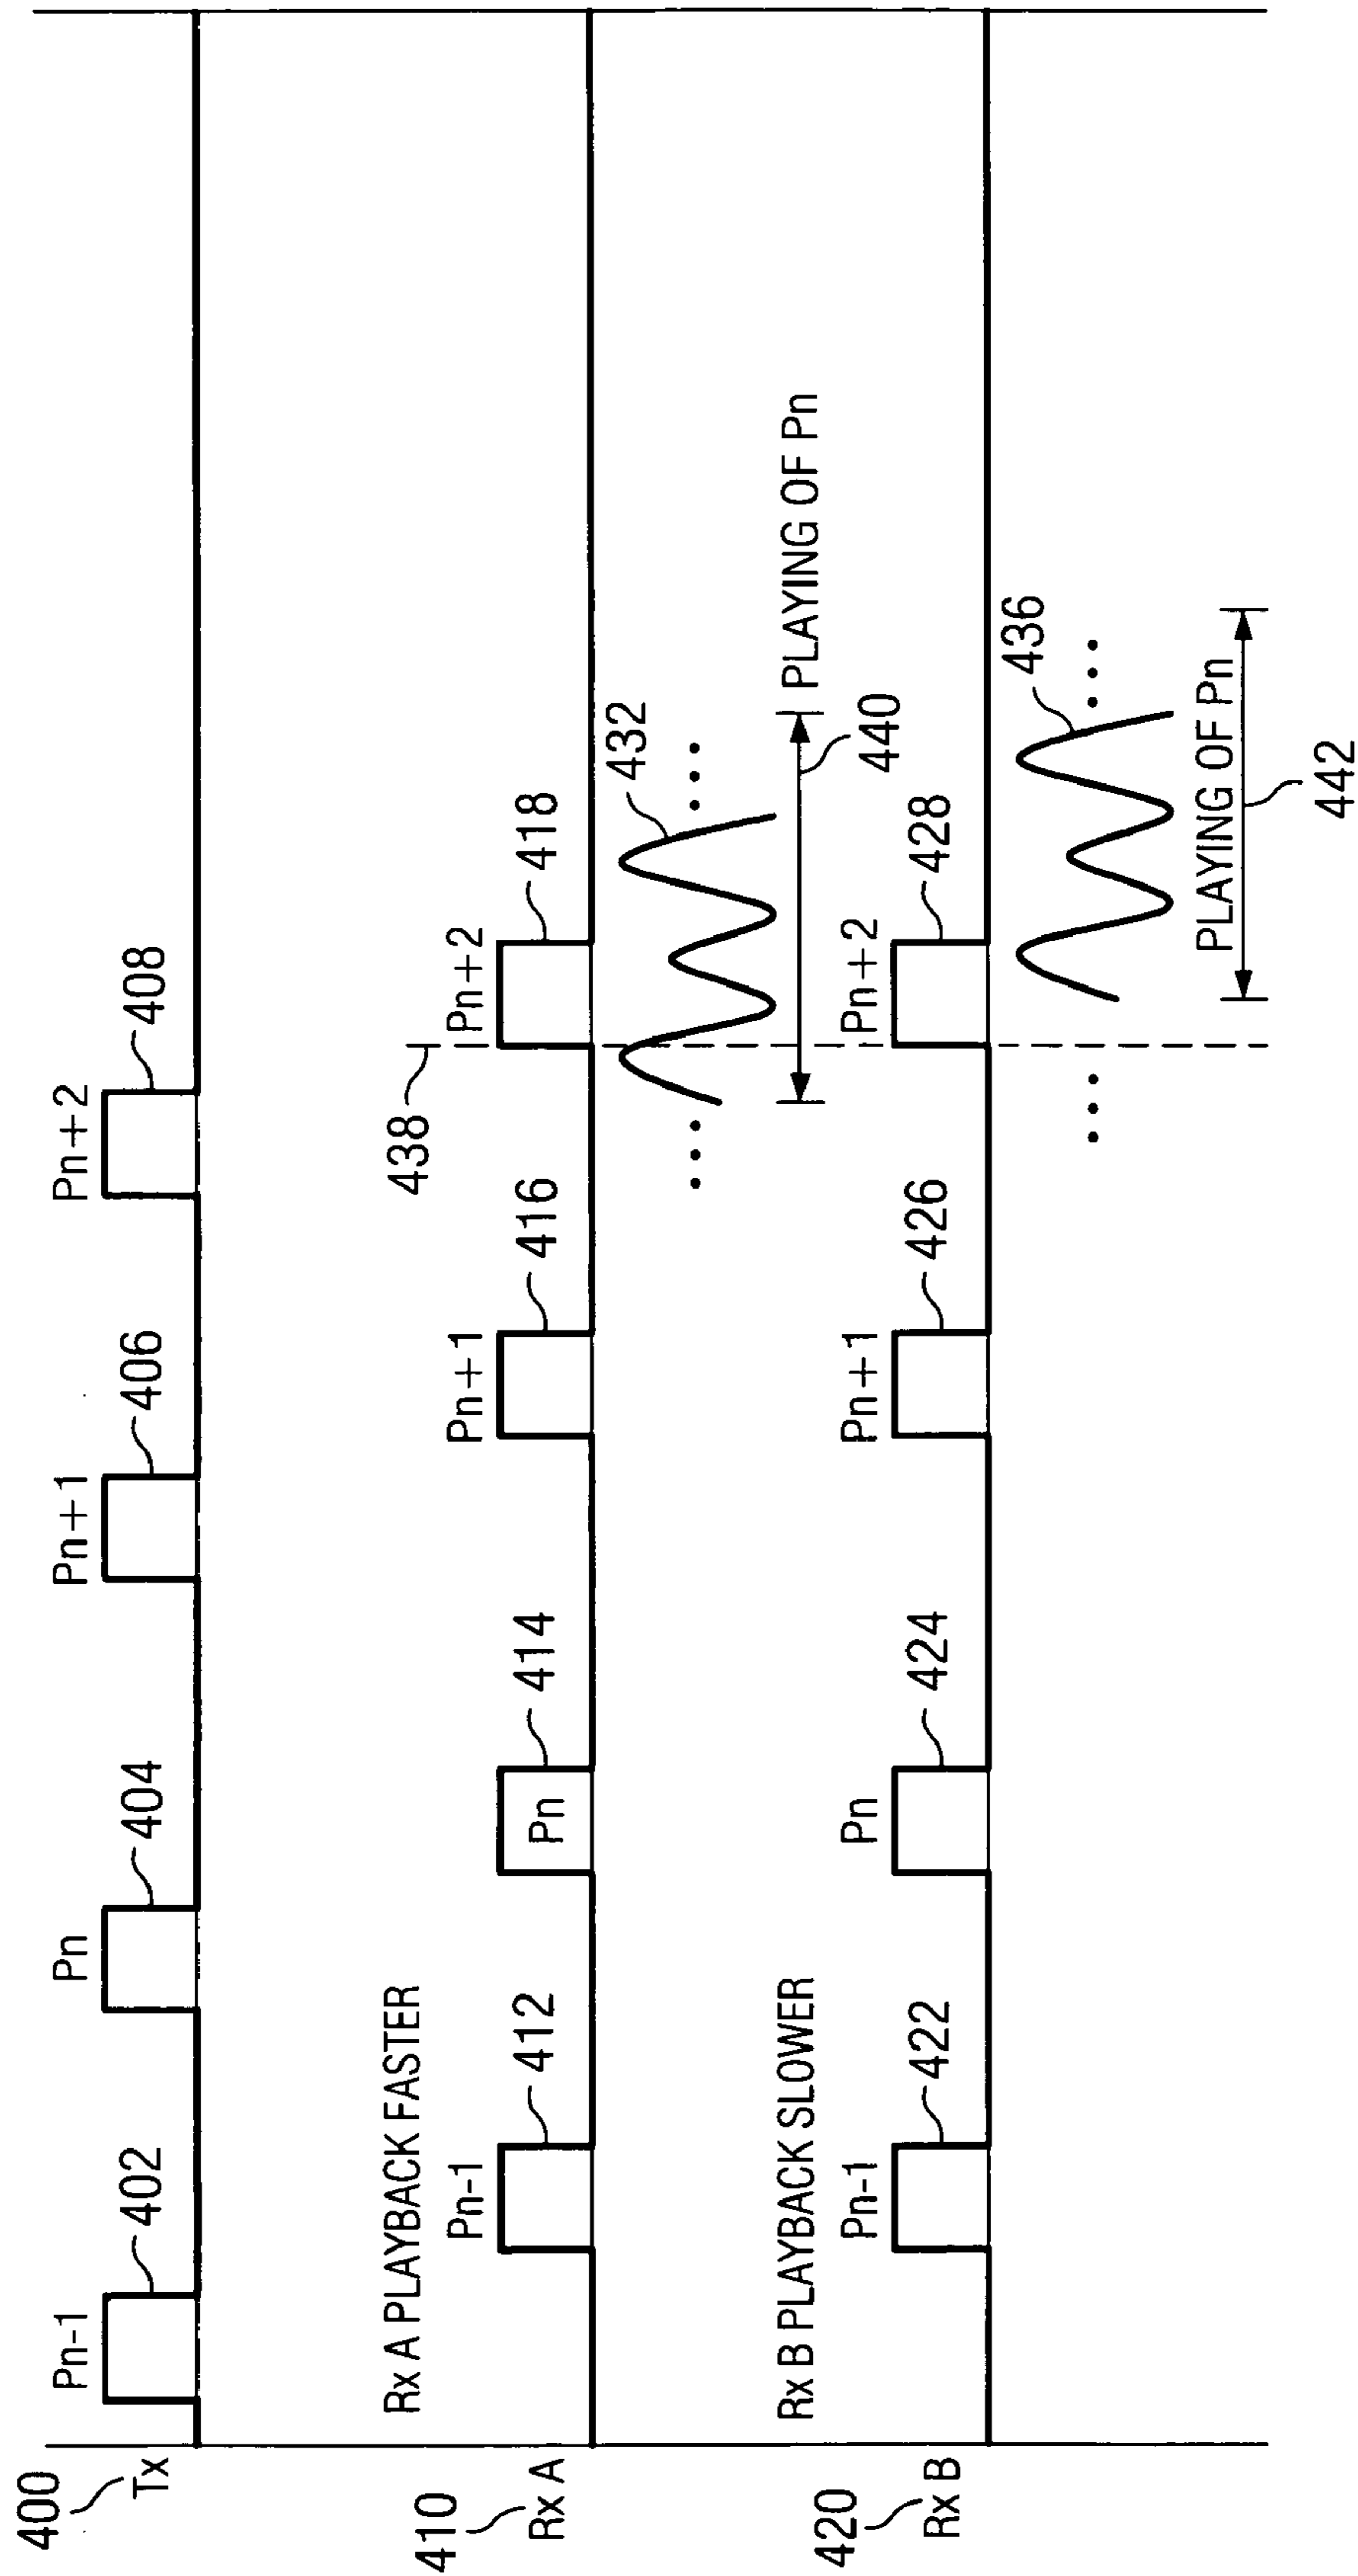 400
Tx
Pn-1
402
Pn
404
Pn+1
406
Pn+2
408
Rx A PLAYBACK FASTER
410
Rx A
Pn-1
412
Pn
414
Pn+1
416
438
Pn+2
418
432
PLAYING OF Pn
440
Rx B PLAYBACK SLOWER
420
Rx B
Pn-1
422
Pn
424
Pn+1
426
Pn+2
428
436
PLAYING OF Pn
442